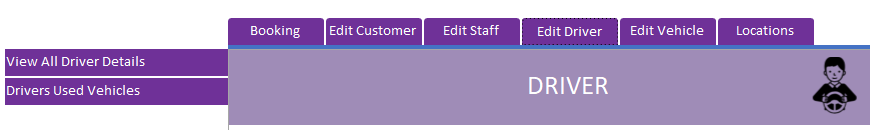 Booking Edit Customer Edit Staff Edit Driver Edit Vehicle Locations
View All Driver Details
DRIVER
Drivers Used Vehicles